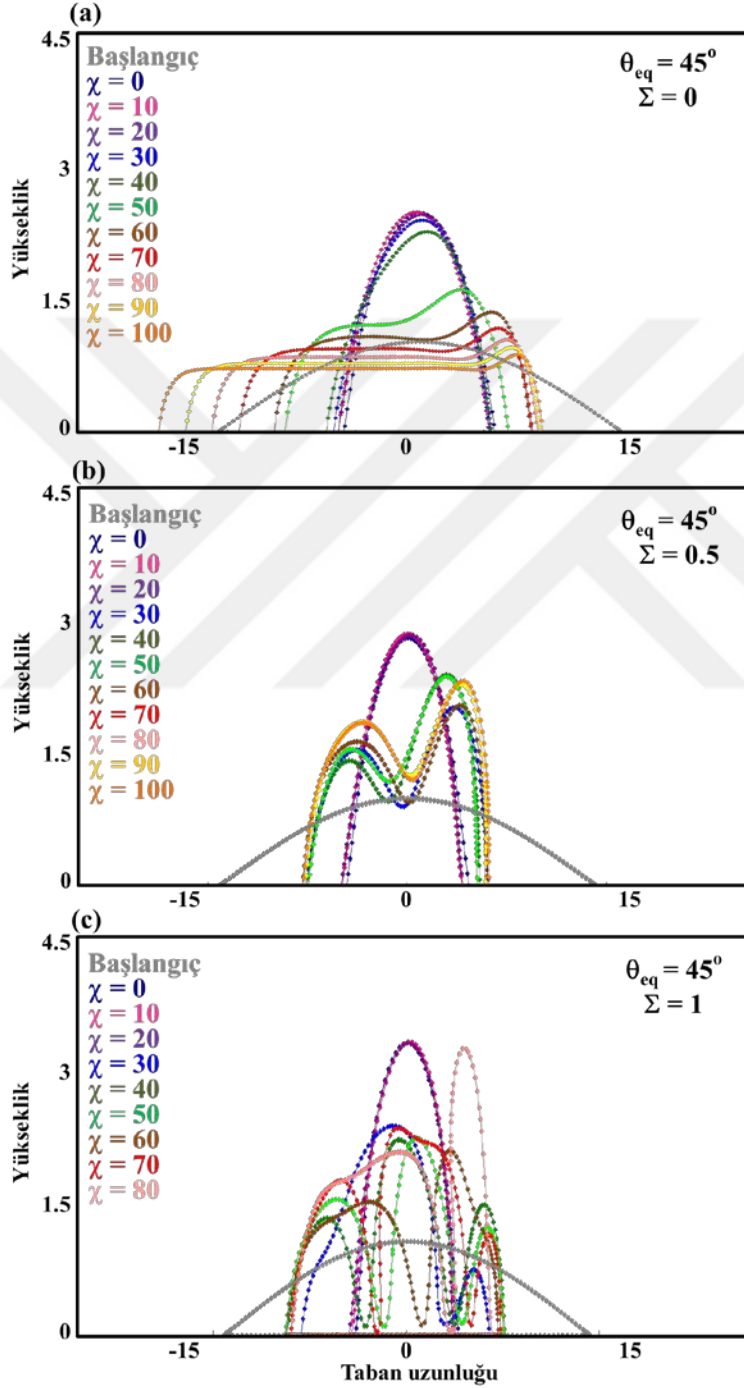 (a)
4.5
Başlangıç
χ = 0
χ = 10
χ = 20
χ = 30
χ = 40
χ = 50
χ = 60
χ = 70
χ = 80
χ = 90
χ = 100
θeq = 45°
Σ = 0
3
Yükseklik
1.5
0
-15 0 15
(b)
4.5
Başlangıç
χ = 0
χ = 10
χ = 20
χ = 30
χ = 40
χ = 50
χ = 60
χ = 70
χ = 80
χ = 90
χ = 100
θeq = 45°
Σ = 0.5
3
Yükseklik
1.5
0
-15 0 15
(c)
4.5
Başlangıç
χ = 0
χ = 10
χ = 20
χ = 30
χ = 40
χ = 50
χ = 60
χ = 70
χ = 80
θeq = 45°
Σ = 1
3
Yükseklik
1.5
0
-15 0 15
Taban uzunluğu